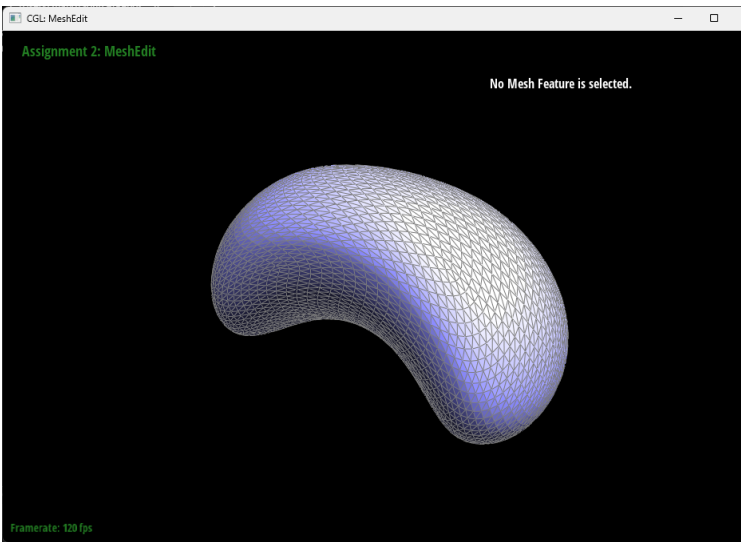 CGL: MeshEdit
Assignment 2: MeshEdit
No Mesh Feature is selected.
Framerate: 120 fps